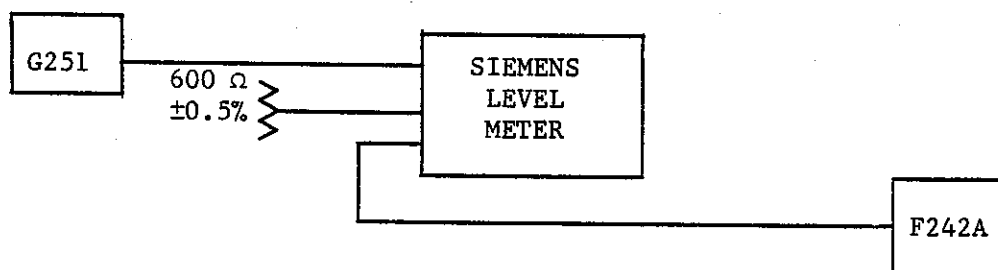 G251
600 Ω
±0.5%
SIEMENS
LEVEL
METER
F242A